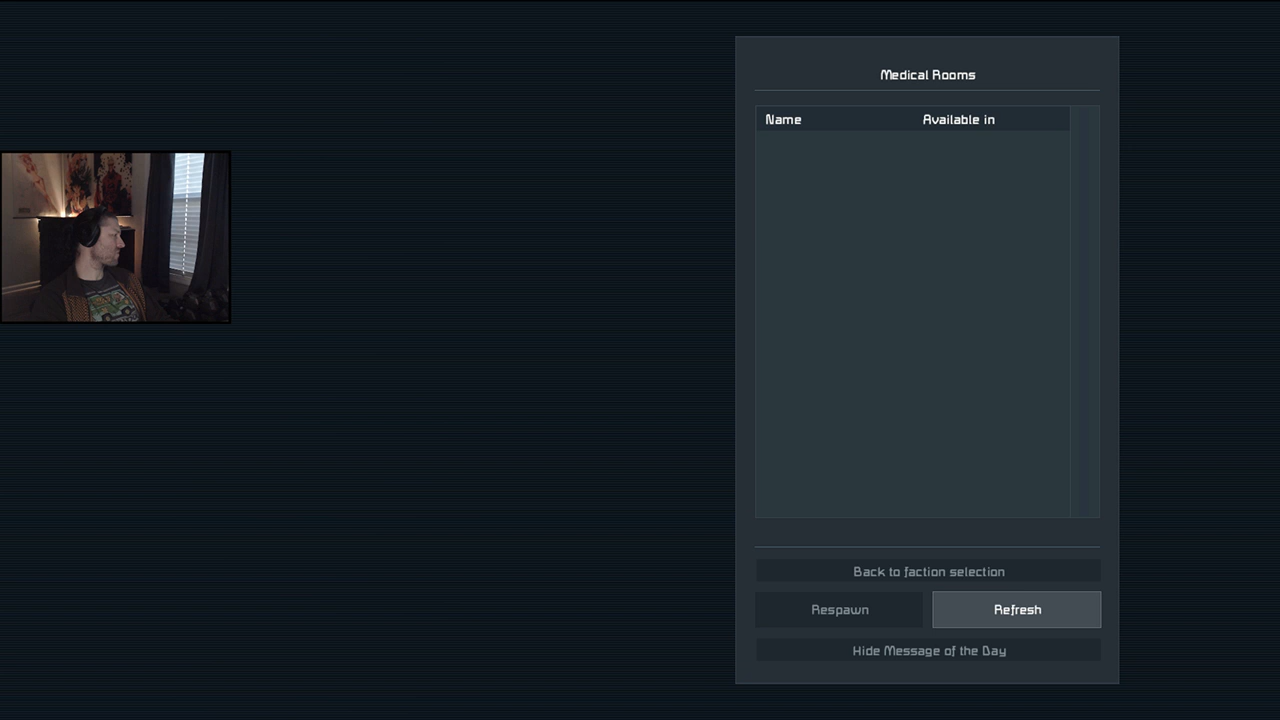 Medical Rooms
Name Available in
Back to faction selection
Respawn Refresh
Hide Message of the Day